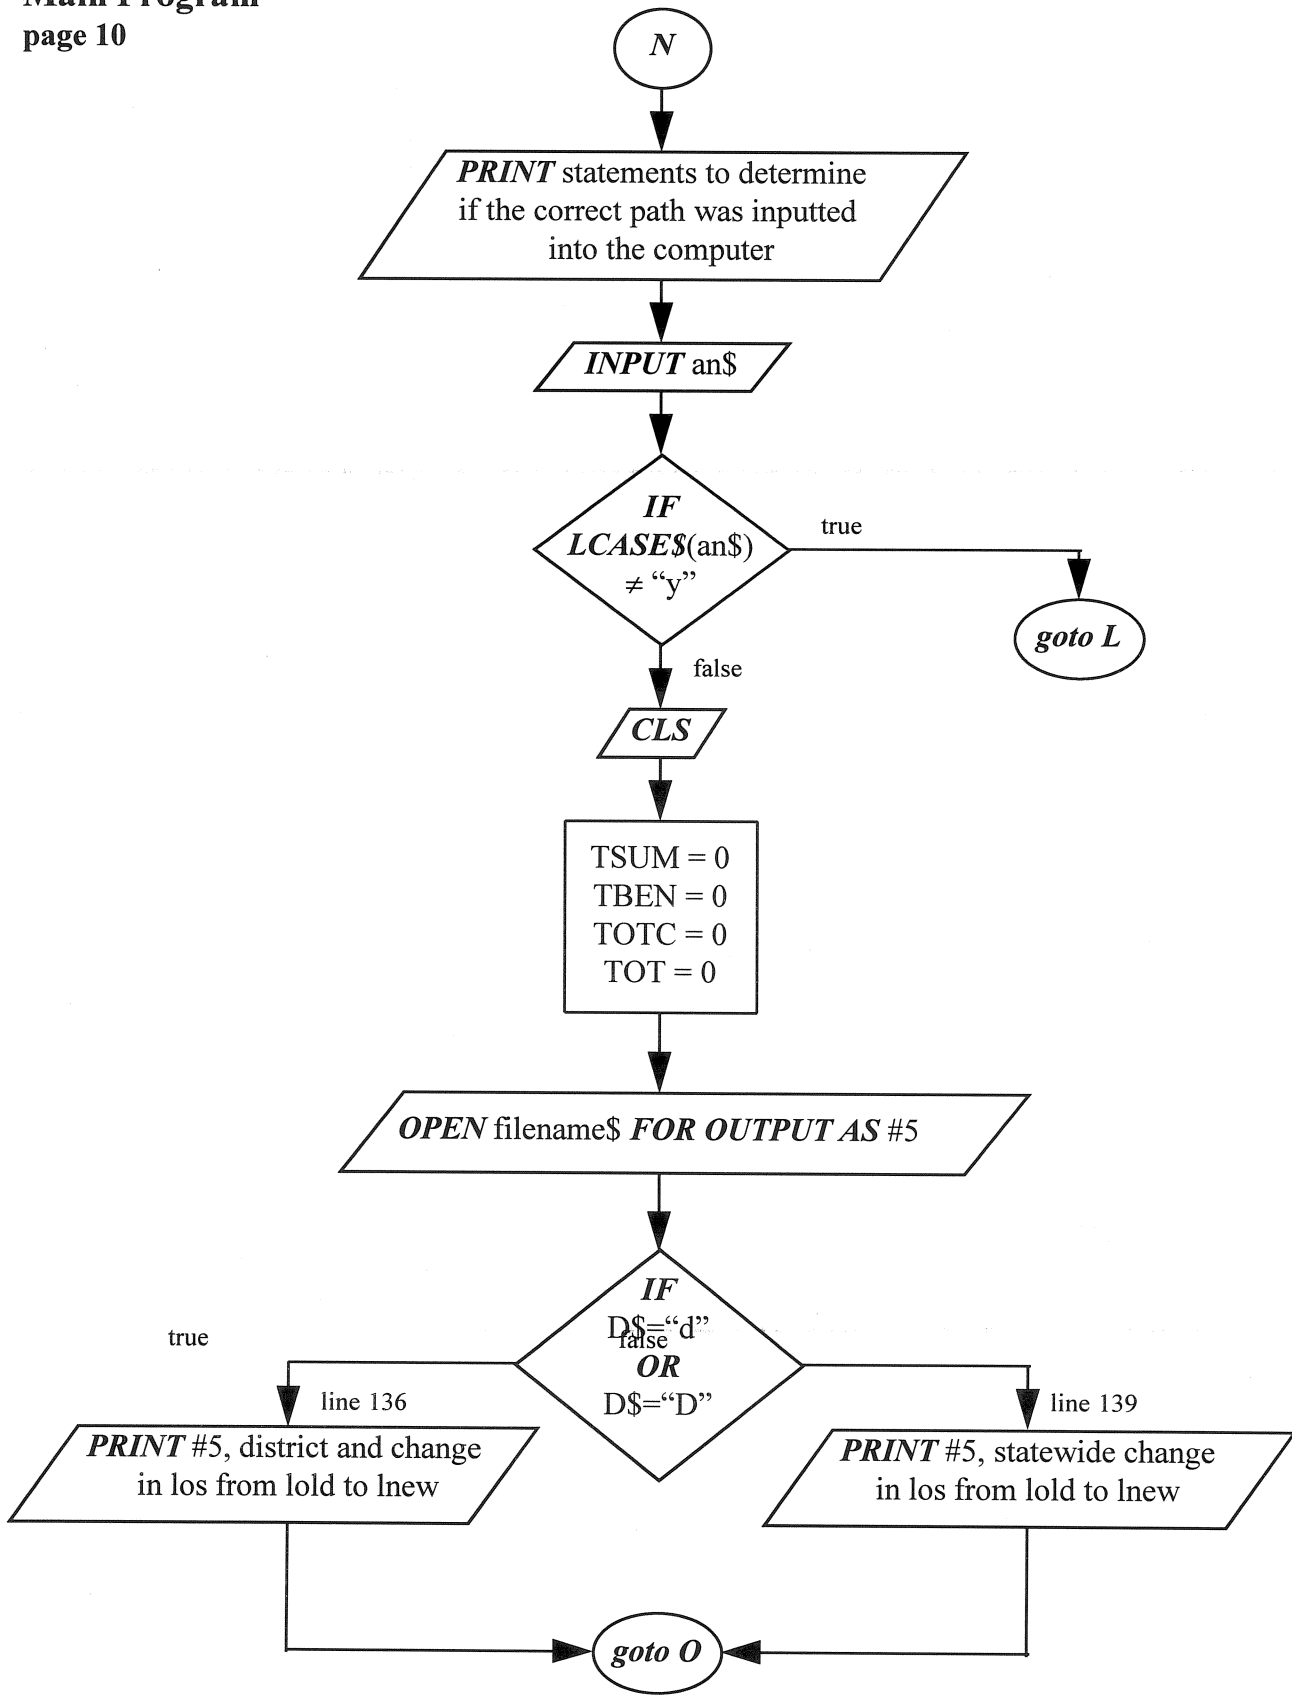 Main Program
page 10
N
PRINT statements to determine
if the correct path was inputted
into the computer
INPUT an$
IF
LCASE$(an$)
≠ “y”
true
goto L
false
CLS
TSUM = 0
TBEN = 0
TOTC = 0
TOT = 0
OPEN filename$ FOR OUTPUT AS #5
IF
D$=“d”
OR
D$=“D”
true
false
line 136
line 139
PRINT #5, district and change
in los from lold to lnew
PRINT #5, statewide change
in los from lold to lnew
goto O